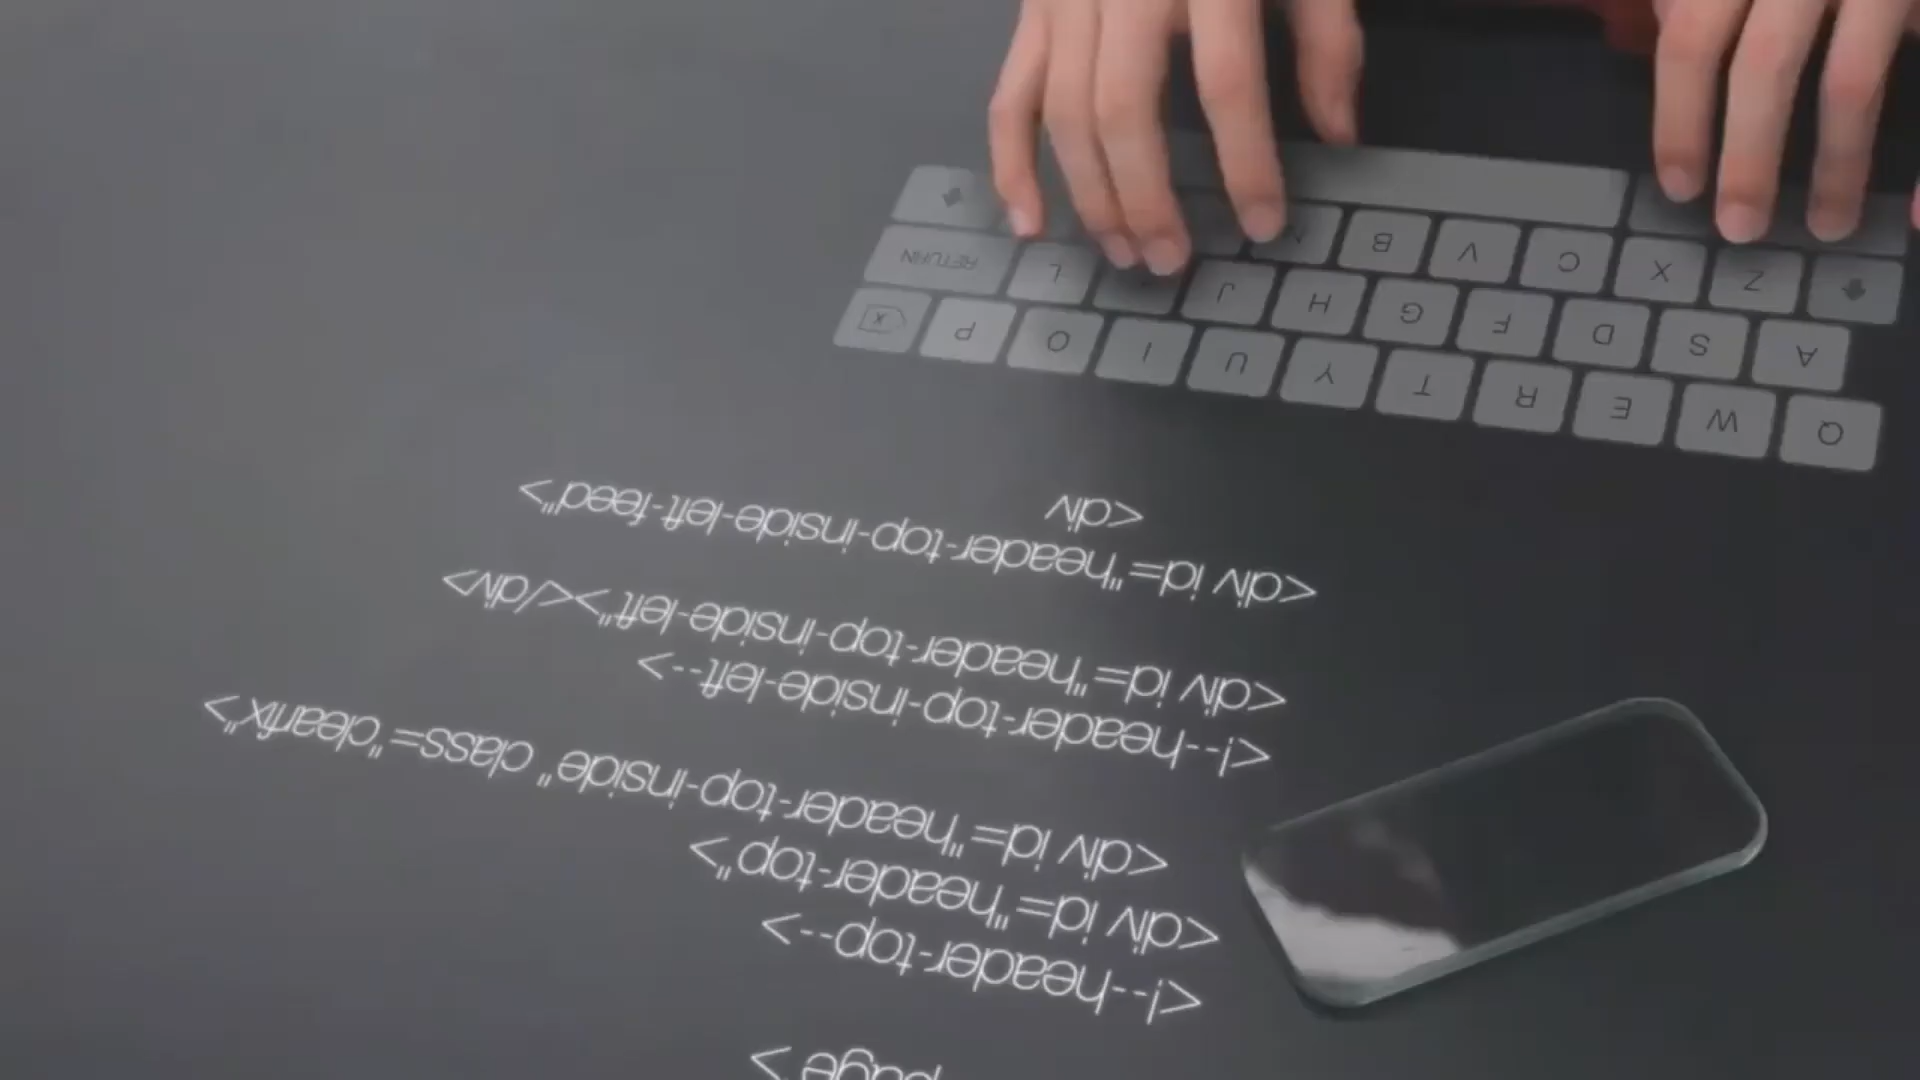 page >
<!--header-top-->
<div id="header-top">
<div id="header-top-inside" class="clearfix">
<!--header-top-inside-left-->
<div id="header-top-inside-left"></div>
<div id="header-top-inside-left-feed">
<div
Q W E R T Y U I O P X
A S D F G H J L RETURN
Z X C V B